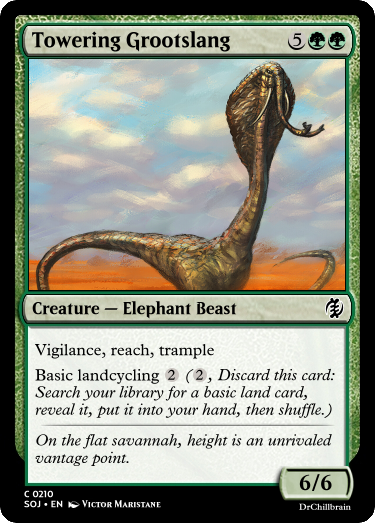 Towering Grootslang 5
Creature — Elephant Beast
Vigilance, reach, trample
Basic landcycling 2 (2, Discard this card:
Search your library for a basic land card,
reveal it, put it into your hand, then shuffle.)
On the flat savannah, height is an unrivaled
vantage point.
6/6
C 0210
SOJ • EN Victor Maristane
DrChillbrain